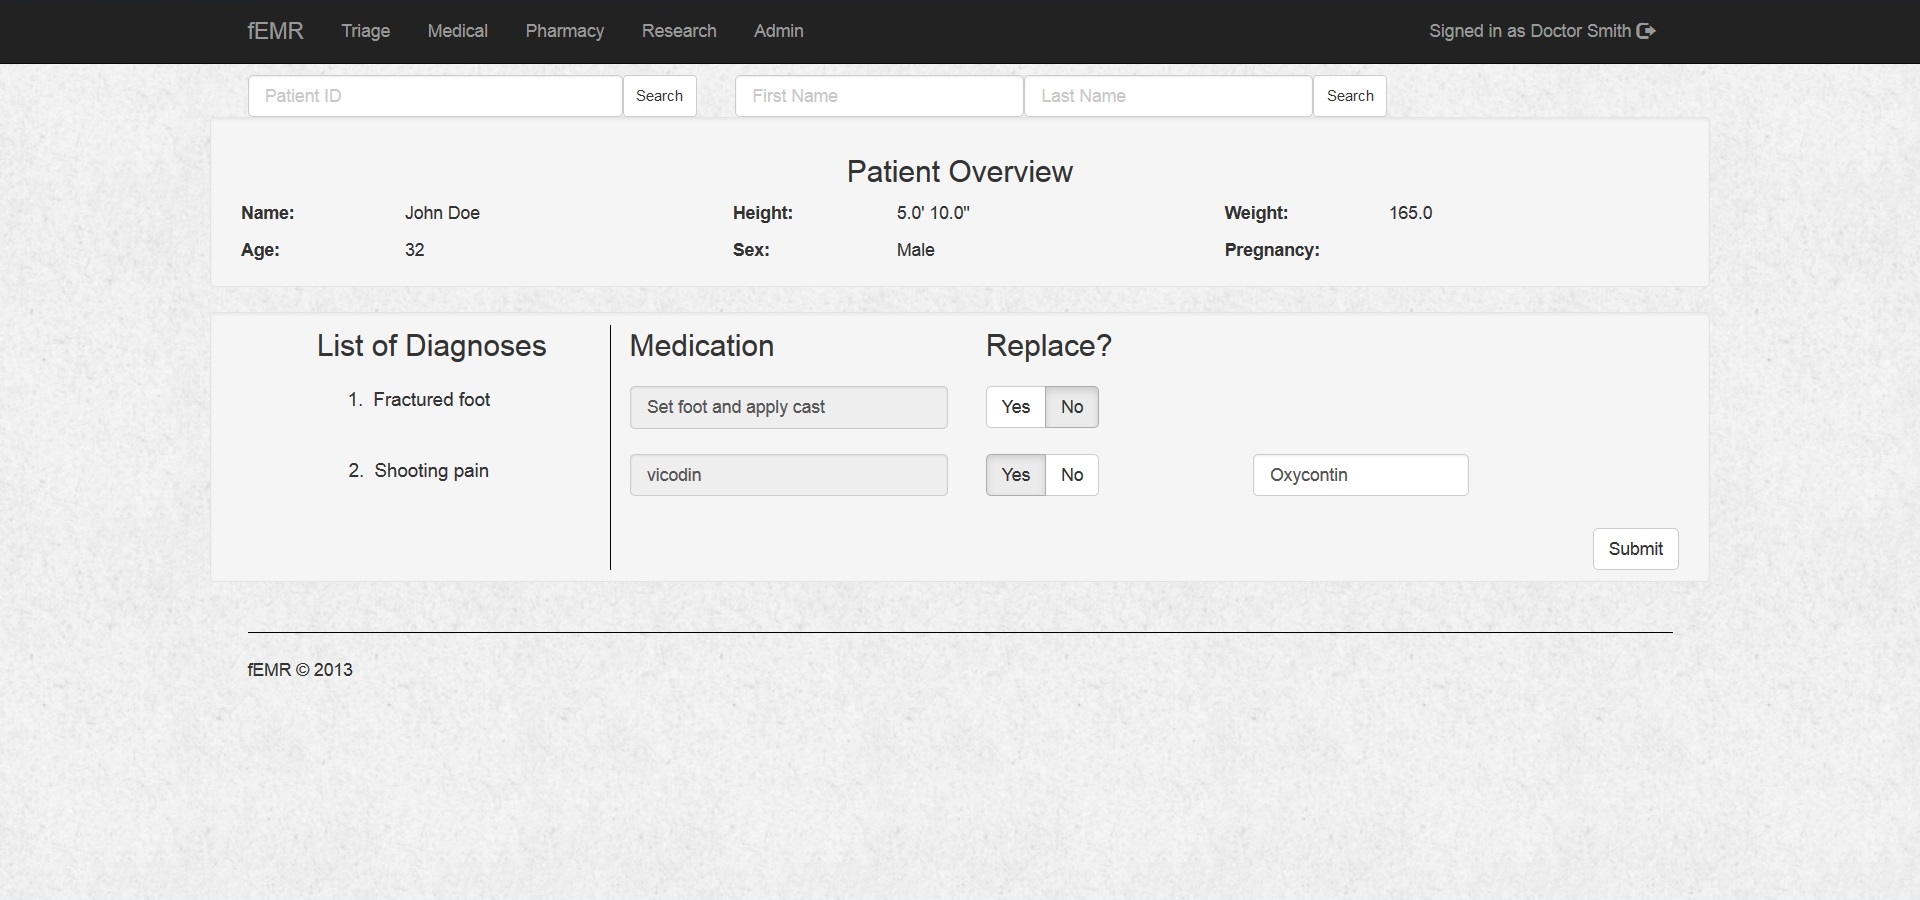 fEMR Triage Medical Pharmacy Research Admin Signed in as Doctor Smith
Patient ID Search First Name Last Name Search
Patient Overview
Name: John Doe Height: 5.0' 10.0" Weight: 165.0
Age: 32 Sex: Male Pregnancy:
List of Diagnoses Medication Replace?
1. Fractured foot Set foot and apply cast Yes No
2. Shooting pain vicodin Yes No Oxycontin
Submit
fEMR © 2013